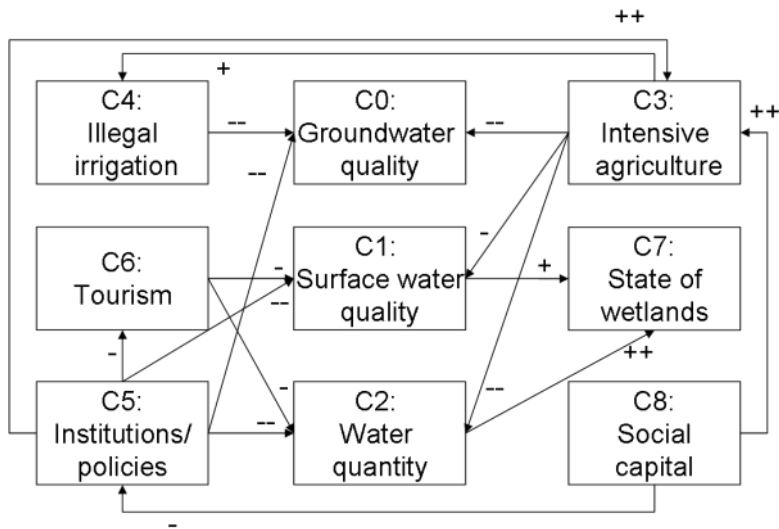 ++
+
C4:
Illegal
irrigation
--
C0:
Groundwater
quality
--
C3:
Intensive
agriculture
++
--
-
C6:
Tourism
-
C1:
Surface water
quality
--
+
C7:
State of
wetlands
++
-
-
--
C5:
Institutions/
policies
--
C2:
Water
quantity
C8:
Social
capital
-